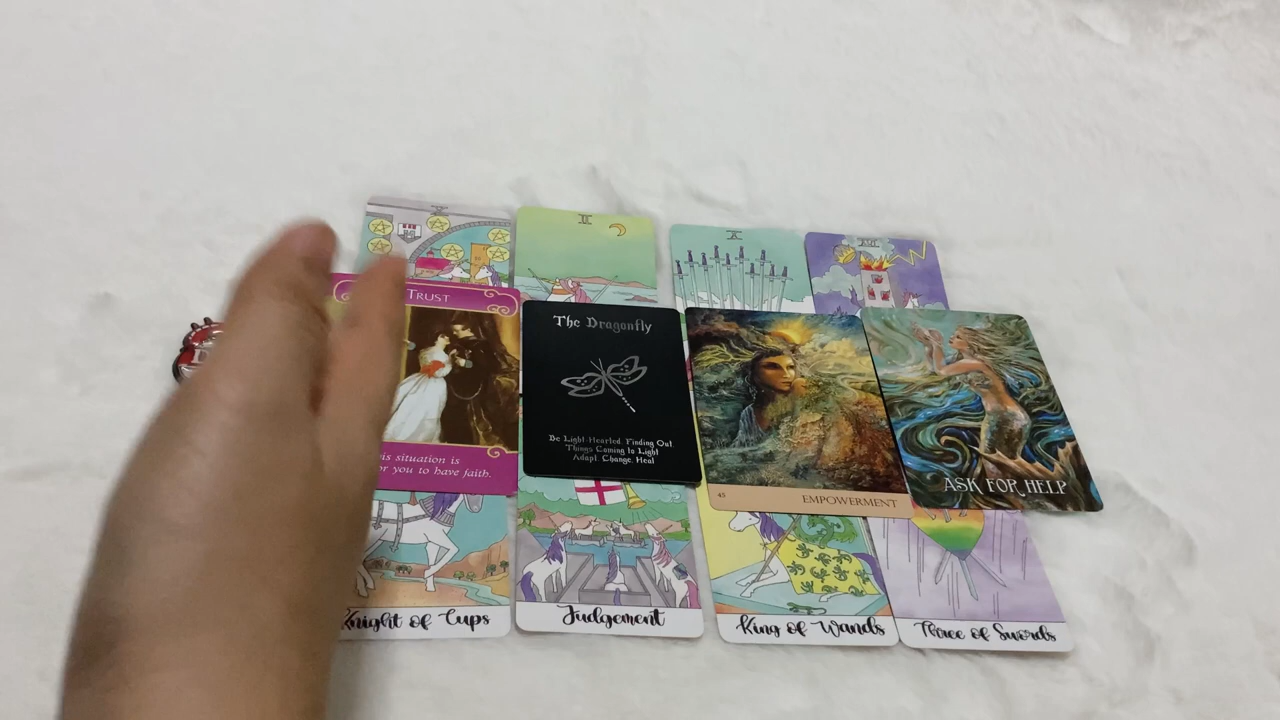 II
X
XVI
TRUST
is situation is
or you to have faith.
The Dragonfly
Be Light-Hearted. Finding Out.
Things Coming to Light
Adapt. Change. Heal
45
EMPOWERMENT
ASK FOR HELP
Knight of Cups
Judgement
King of Wands
Three of Swords